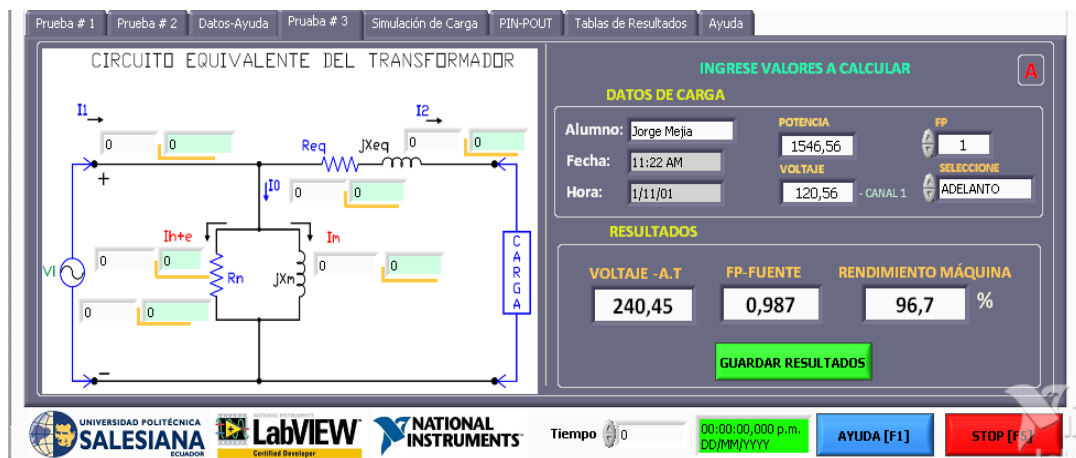 Prueba # 1
Prueba # 2
Datos-Ayuda
Pruaba # 3
Simulación de Carga
PIN-POUT
Tablas de Resultados
Ayuda
CIRCUITO EQUIVALENTE DEL TRANSFORMADOR
I1
0 0
Req
jXeq
I2
0 0
+
I0
0 0
Ih+e
Im
0 0
0 0
VI
Rn
jXm
0 0
CARGA
INGRESE VALORES A CALCULAR
A
DATOS DE CARGA
Alumno: Jorge Mejia
Fecha: 11:22 AM
Hora: 1/11/01
POTENCIA
1546,56
VOLTAJE
120,56 - CANAL 1
FP
1
SELECCIONE
ADELANTO
RESULTADOS
VOLTAJE -A.T
240,45
FP-FUENTE
0,987
RENDIMIENTO MÁQUINA
96,7 %
GUARDAR RESULTADOS
UNIVERSIDAD POLITÉCNICA
SALESIANA
ECUADOR
NATIONAL INSTRUMENTS
LabVIEW
Certified Developer
NATIONAL
INSTRUMENTS
Tiempo 0
00:00:00,000 p.m.
DD/MM/YYYY
AYUDA [F1]
STOP [F5]